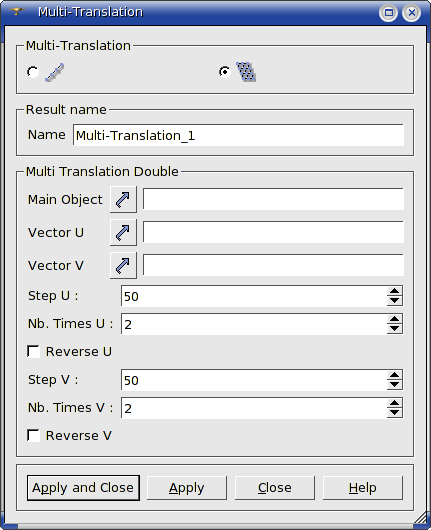 Multi-Translation
Multi-Translation
Result name
Name Multi-Translation_1
Multi Translation Double
Main Object
Vector U
Vector V
Step U : 50
Nb. Times U : 2
Reverse U
Step V : 50
Nb. Times V : 2
Reverse V
Apply and Close Apply Close Help